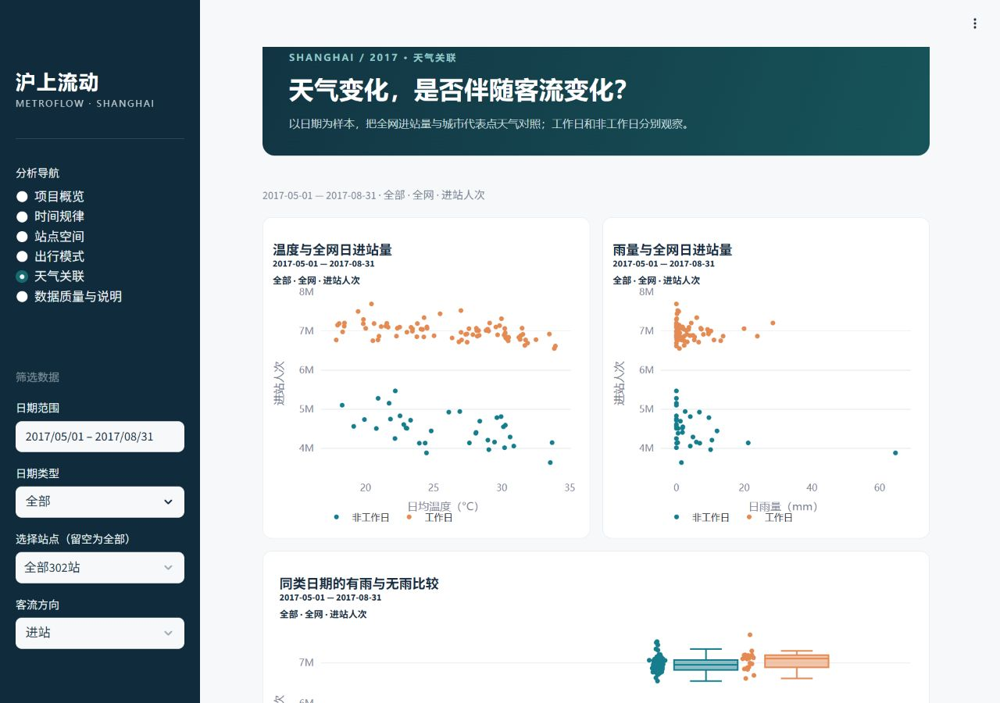 沪上流动
METROFLOW · SHANGHAI
分析导航
项目概览
时间规律
站点空间
出行模式
天气关联
数据质量与说明
筛选数据
日期范围
2017/05/01 – 2017/08/31
日期类型
全部
选择站点（留空为全部）
全部302站
客流方向
进站
SHANGHAI / 2017 • 天气关联
天气变化，是否伴随客流变化？
以日期为样本，把全网进站量与城市代表点天气对照；工作日和非工作日分别观察。
2017-05-01 — 2017-08-31 · 全部 · 全网 · 进站人次
温度与全网日进站量
2017-05-01 — 2017-08-31
全部 · 全网 · 进站人次
8M
7M
6M
5M
4M
进站人次
20 25 30 35
日均温度（°C）
非工作日 工作日
雨量与全网日进站量
2017-05-01 — 2017-08-31
全部 · 全网 · 进站人次
8M
7M
6M
5M
4M
进站人次
0 20 40 60
日雨量（mm）
非工作日 工作日
同类日期的有雨与无雨比较
2017-05-01 — 2017-08-31
全部 · 全网 · 进站人次
7M
6M